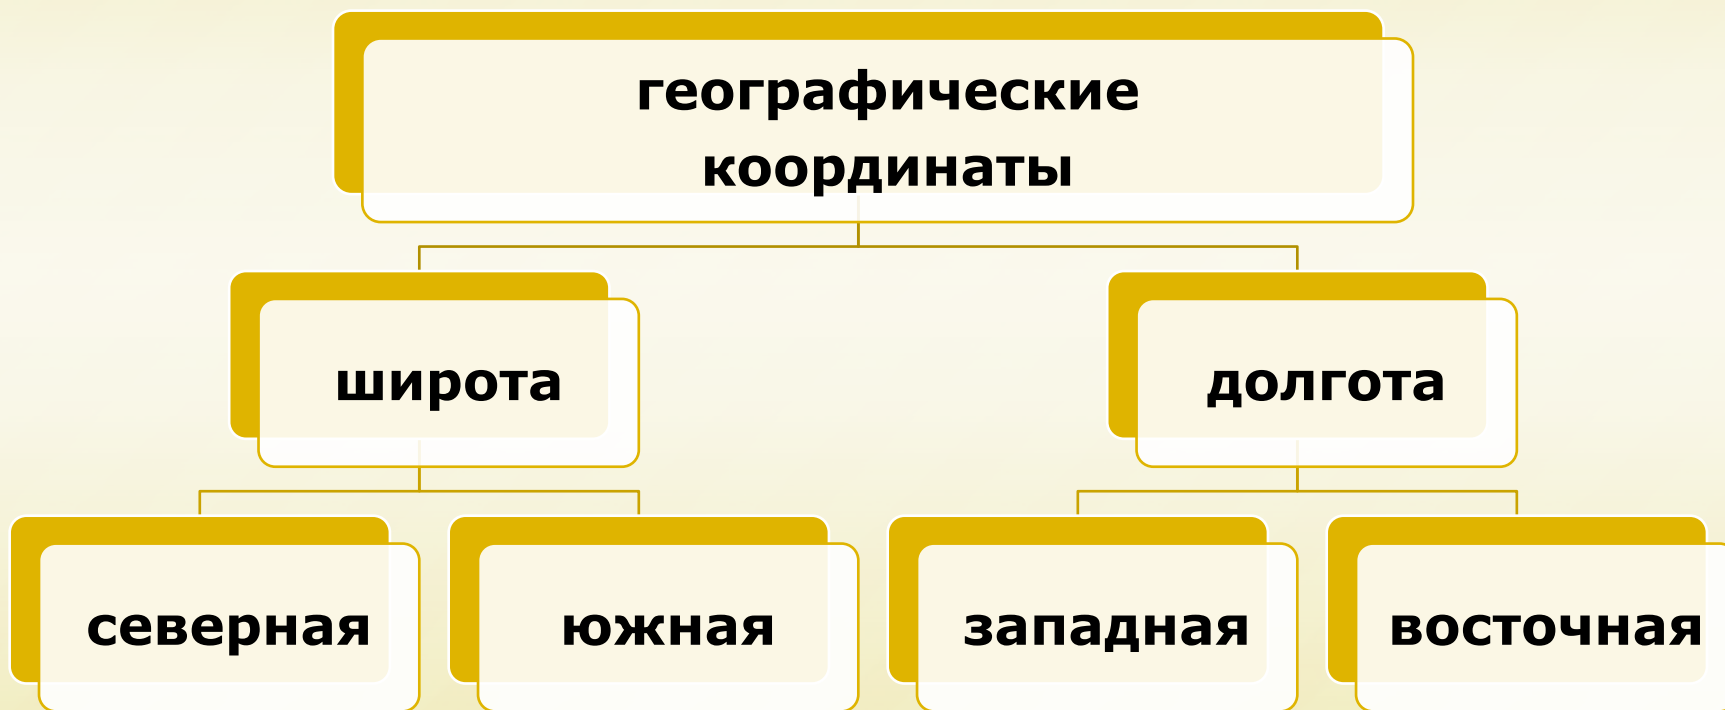 географические
координаты
широта
долгота
северная
южная
западная
восточная